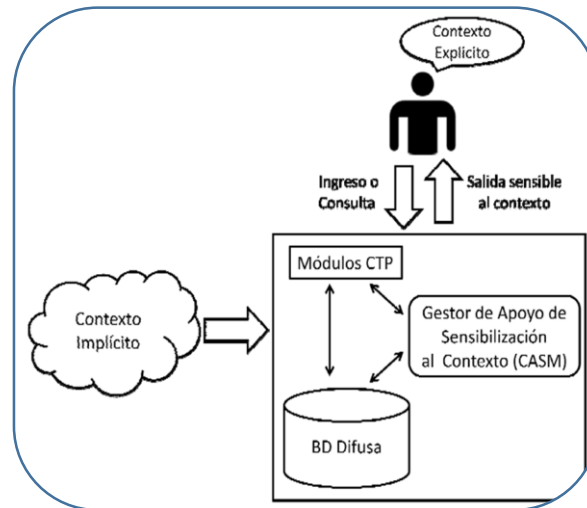 Contexto
Explícito
Ingreso o
Consulta
Salida sensible
al contexto
Módulos CTP
Contexto
Implícito
Gestor de Apoyo de
Sensibilización
al Contexto (CASM)
BD Difusa